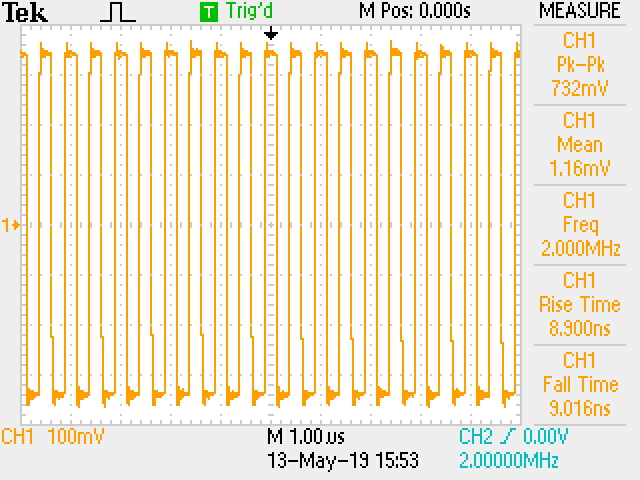 Tek T Trig'd M Pos: 0.000s MEASURE
CH1
Pk-Pk
732mV
CH1
Mean
1.16mV
1
CH1
Freq
2.000MHz
CH1
Rise Time
8.900ns
CH1
Fall Time
9.016ns
CH1 100mV M 1.00us CH2 0.00V
13-May-19 15:53 2.00000MHz